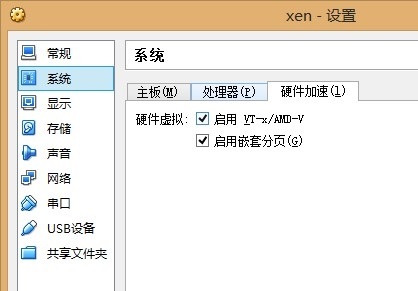 xen - 设置
常规
系统
显示
存储
声音
网络
串口
USB设备
共享文件夹
系统
主板(M) 处理器(P) 硬件加速(l)
硬件虚拟: 启用 VT-x/AMD-V
启用嵌套分页(G)